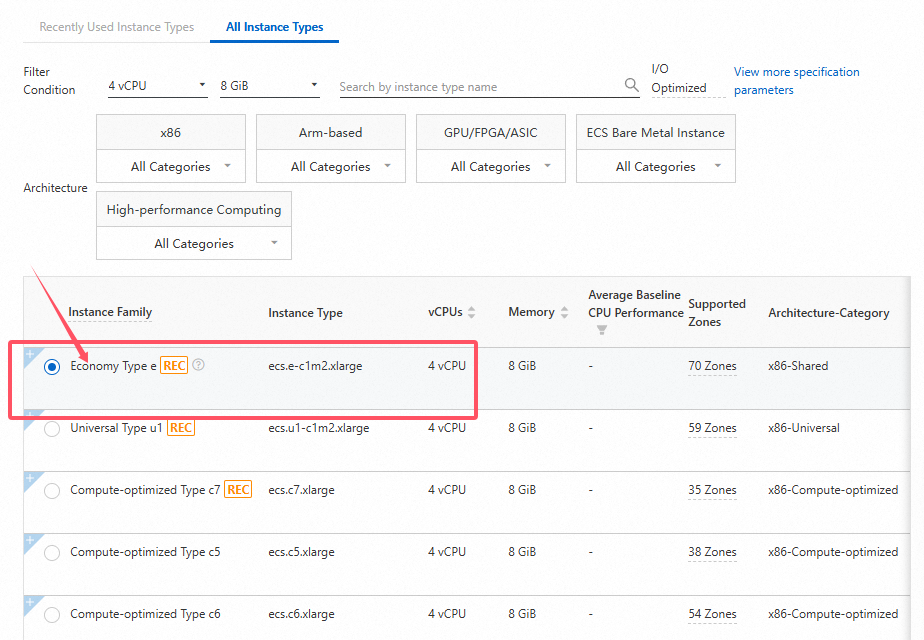 Recently Used Instance Types All Instance Types
Filter Condition 4 vCPU 8 GiB Search by instance type name I/O Optimized View more specification parameters
Architecture
x86 Arm-based GPU/FPGA/ASIC ECS Bare Metal Instance
All Categories All Categories All Categories All Categories
High-performance Computing
All Categories
Instance Family Instance Type vCPUs Memory Average Baseline CPU Performance Supported Zones Architecture-Category
Economy Type e REC ? ecs.e-c1m2.xlarge 4 vCPU 8 GiB - 70 Zones x86-Shared
Universal Type u1 REC ecs.u1-c1m2.xlarge 4 vCPU 8 GiB - 59 Zones x86-Universal
Compute-optimized Type c7 REC ecs.c7.xlarge 4 vCPU 8 GiB - 35 Zones x86-Compute-optimized
Compute-optimized Type c5 ecs.c5.xlarge 4 vCPU 8 GiB - 38 Zones x86-Compute-optimized
Compute-optimized Type c6 ecs.c6.xlarge 4 vCPU 8 GiB - 54 Zones x86-Compute-optimized